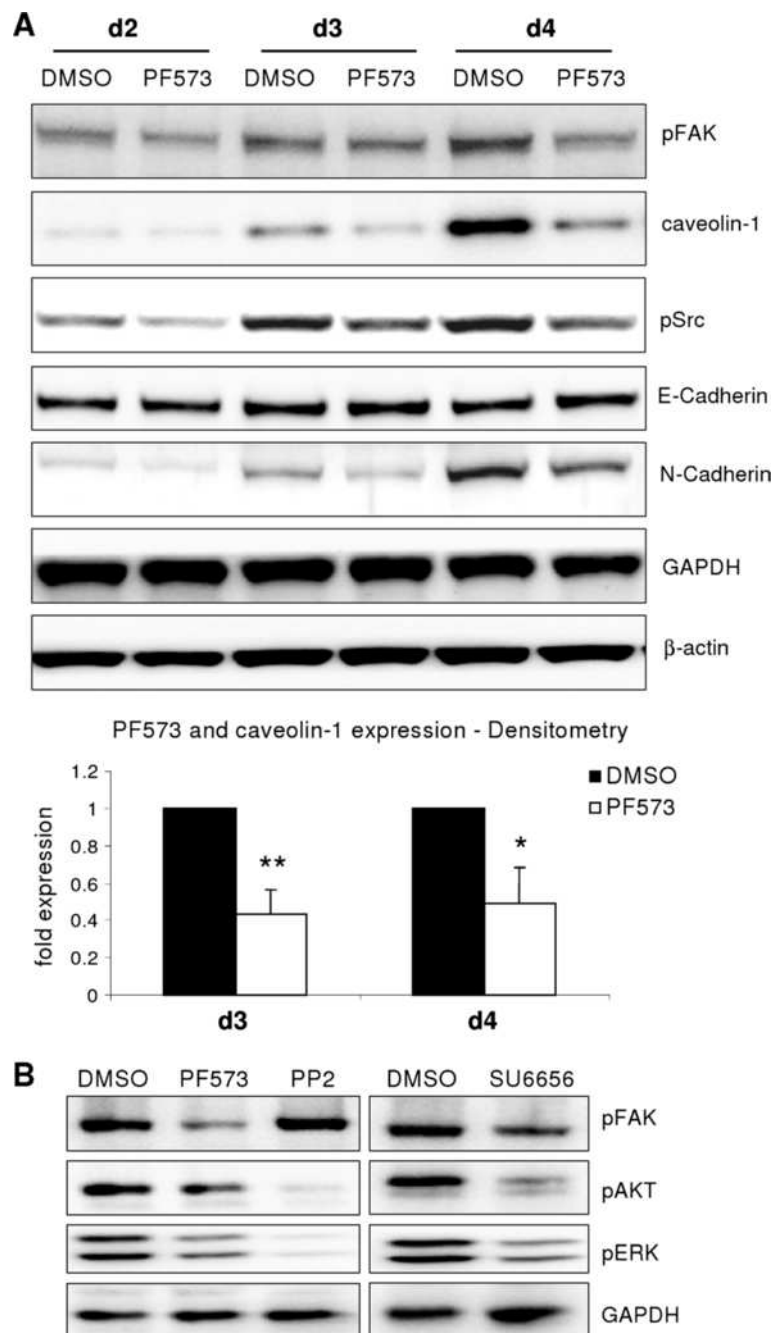 A
d2 d3 d4
DMSO PF573 DMSO PF573 DMSO PF573
pFAK
caveolin-1
pSrc
E-Cadherin
N-Cadherin
GAPDH
β-actin
PF573 and caveolin-1 expression - Densitometry
fold expression
1.2
1
0.8
0.6
0.4
0.2
0
DMSO
PF573
** *
d3 d4
B
DMSO PF573 PP2 DMSO SU6656
pFAK
pAKT
pERK
GAPDH